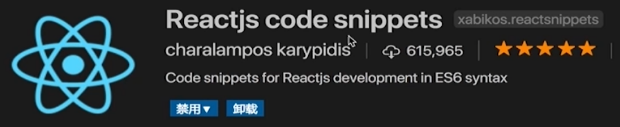 Reactjs code snippets xabikos.reactsnippets
charalampos karypidis 615,965
Code snippets for Reactjs development in ES6 syntax
禁用 卸载